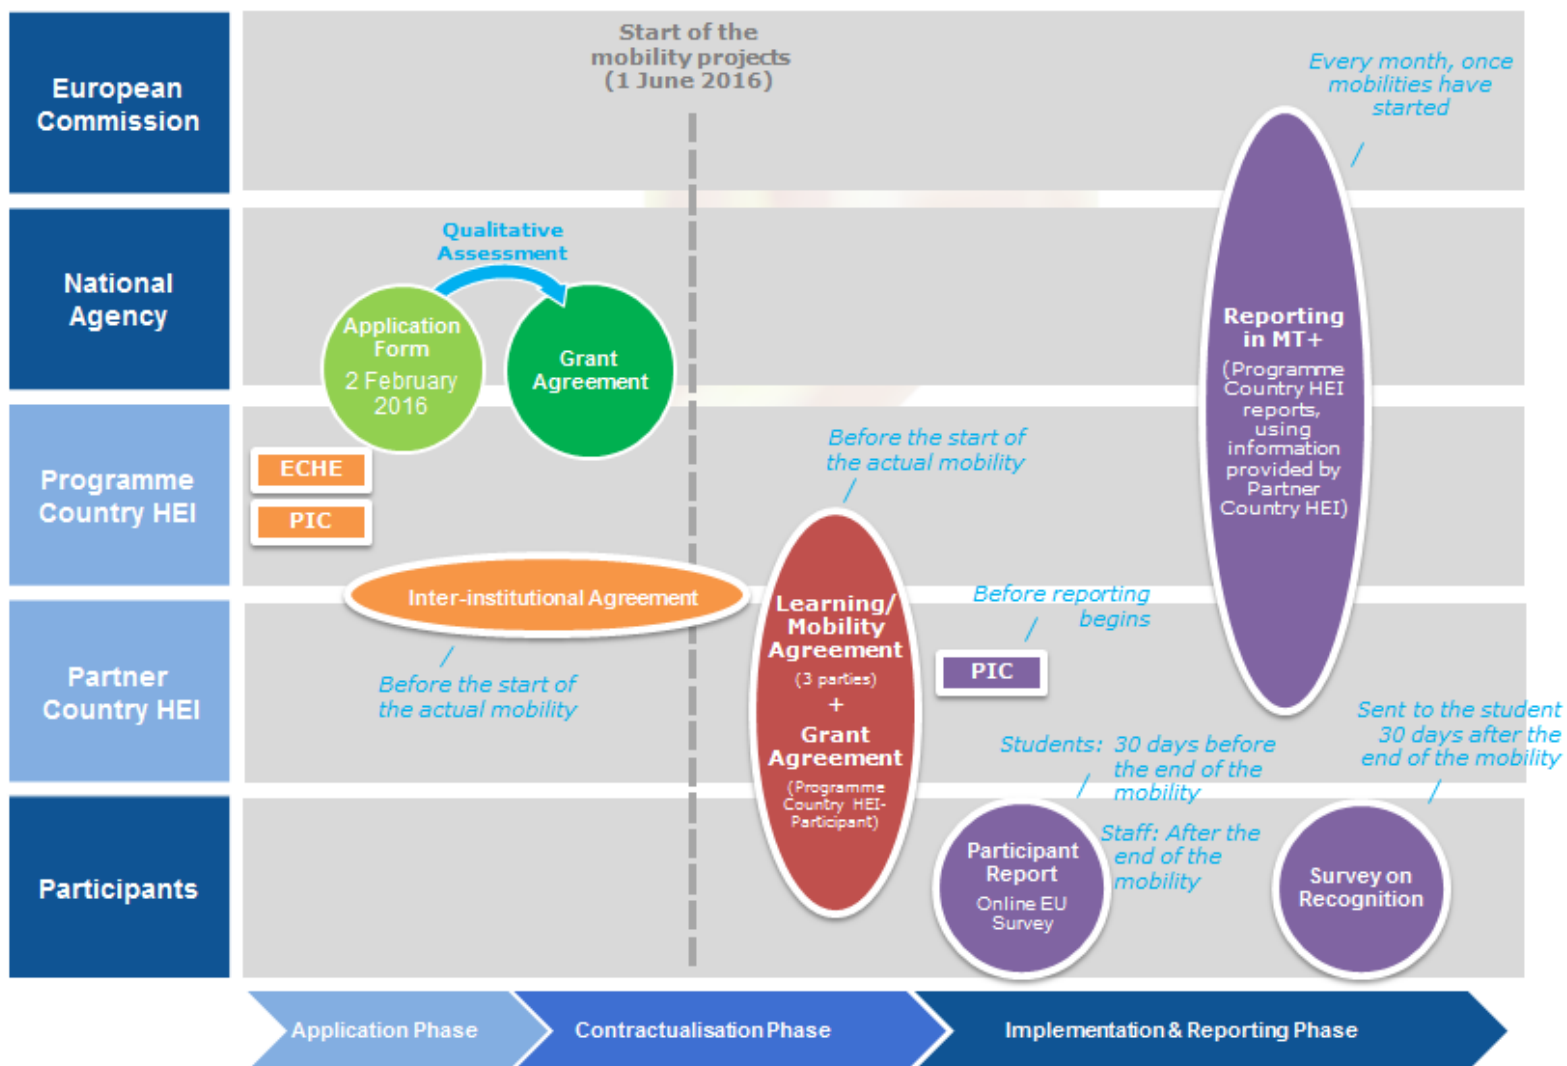 Start of the
mobility projects
(1 June 2016)
European
Commission
Every month, once
mobilities have
started
National
Agency
Qualitative
Assessment
Application
Form
2 February
2016
Grant
Agreement
Reporting
in MT+
(Programme
Country HEI
reports,
using
information
provided by
Partner
Country HEI)
Programme
Country HEI
ECHE
PIC
Before the start of
the actual mobility
Inter-institutional Agreement
Before the start of
the actual mobility
Partner
Country HEI
Learning/
Mobility
Agreement
(3 parties)
+
Grant
Agreement
(Programme
Country HEI-
Participant)
Before reporting
begins
PIC
Students: 30 days before
the end of the
mobility
Staff: After the
end of the
mobility
Sent to the student
30 days after the
end of the mobility
Participants
Participant
Report
Online EU
Survey
Survey on
Recognition
Application Phase
Contractualisation Phase
Implementation & Reporting Phase